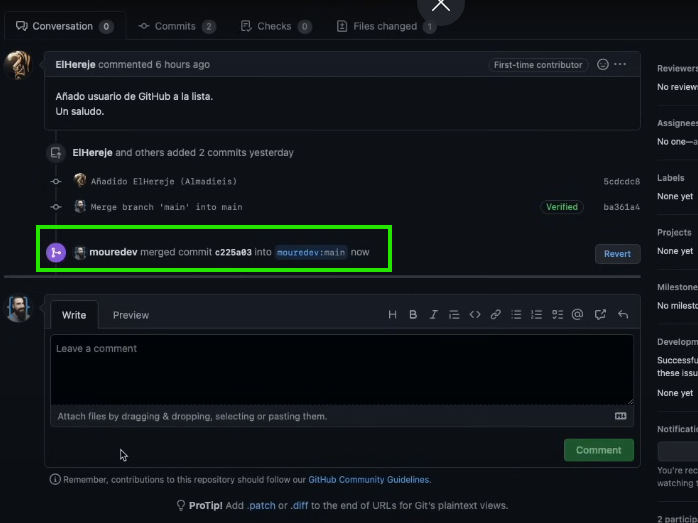 Conversation 0 Commits 2 Checks 0 Files changed 1
ElHereje commented 6 hours ago First-time contributor
Añado usuario de GitHub a la lista.
Un saludo.
ElHereje and others added 2 commits yesterday
Añadido ElHereje (Almadieis) 5cdcdc8
Merge branch 'main' into main Verified ba361a4
mouredev merged commit c225a03 into mouredev:main now Revert
Write Preview
Leave a comment
Attach files by dragging & dropping, selecting or pasting them.
Comment
Remember, contributions to this repository should follow our GitHub Community Guidelines.
ProTip! Add .patch or .diff to the end of URLs for Git's plaintext views.
Reviewers
No review
Assignees
No one—a
Labels
None yet
Projects
None yet
Milestone
No milesto
Developm
Successfu
these issu
None yet
Notificatio
You're rec
watching t
2 particip